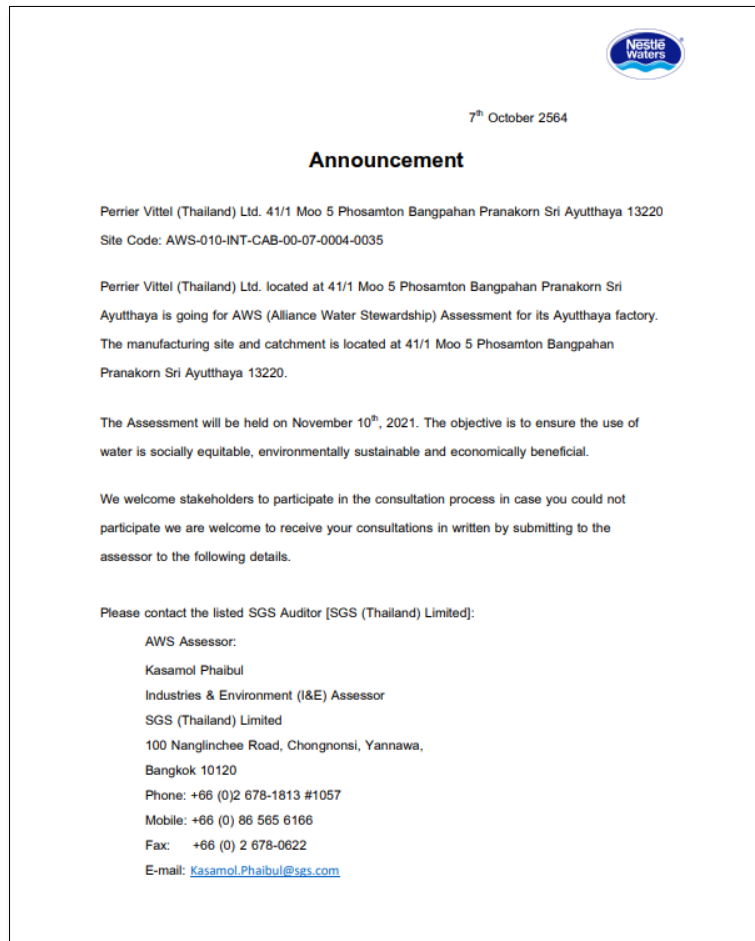 Nestlé
Waters
7th October 2564
Announcement
Perrier Vittel (Thailand) Ltd. 41/1 Moo 5 Phosamton Bangpahan Pranakorn Sri Ayutthaya 13220
Site Code: AWS-010-INT-CAB-00-07-0004-0035
Perrier Vittel (Thailand) Ltd. located at 41/1 Moo 5 Phosamton Bangpahan Pranakorn Sri
Ayutthaya is going for AWS (Alliance Water Stewardship) Assessment for its Ayutthaya factory.
The manufacturing site and catchment is located at 41/1 Moo 5 Phosamton Bangpahan
Pranakorn Sri Ayutthaya 13220.
The Assessment will be held on November 10th, 2021. The objective is to ensure the use of
water is socially equitable, environmentally sustainable and economically beneficial.
We welcome stakeholders to participate in the consultation process in case you could not
participate we are welcome to receive your consultations in written by submitting to the
assessor to the following details.
Please contact the listed SGS Auditor [SGS (Thailand) Limited]:
AWS Assessor:
Kasamol Phaibul
Industries & Environment (I&E) Assessor
SGS (Thailand) Limited
100 Nanglinchee Road, Chongnonsi, Yannawa,
Bangkok 10120
Phone: +66 (0)2 678-1813 #1057
Mobile: +66 (0) 86 565 6166
Fax: +66 (0) 2 678-0622
E-mail: Kasamol.Phaibul@sgs.com